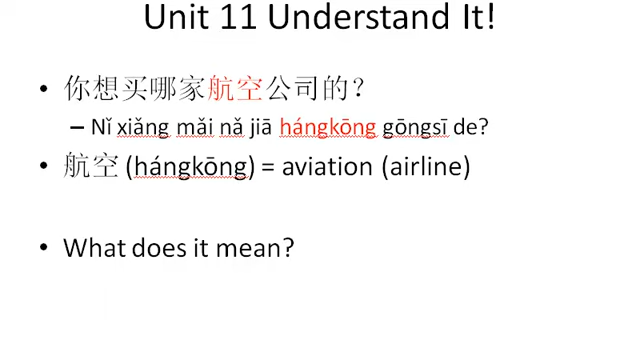 Unit 11 Understand It!
• 你想买哪家航空公司的?
– Nǐ xiǎng mǎi nǎ jiā hángkōng gōngsī de?
• 航空 (hángkōng) = aviation (airline)
• What does it mean?